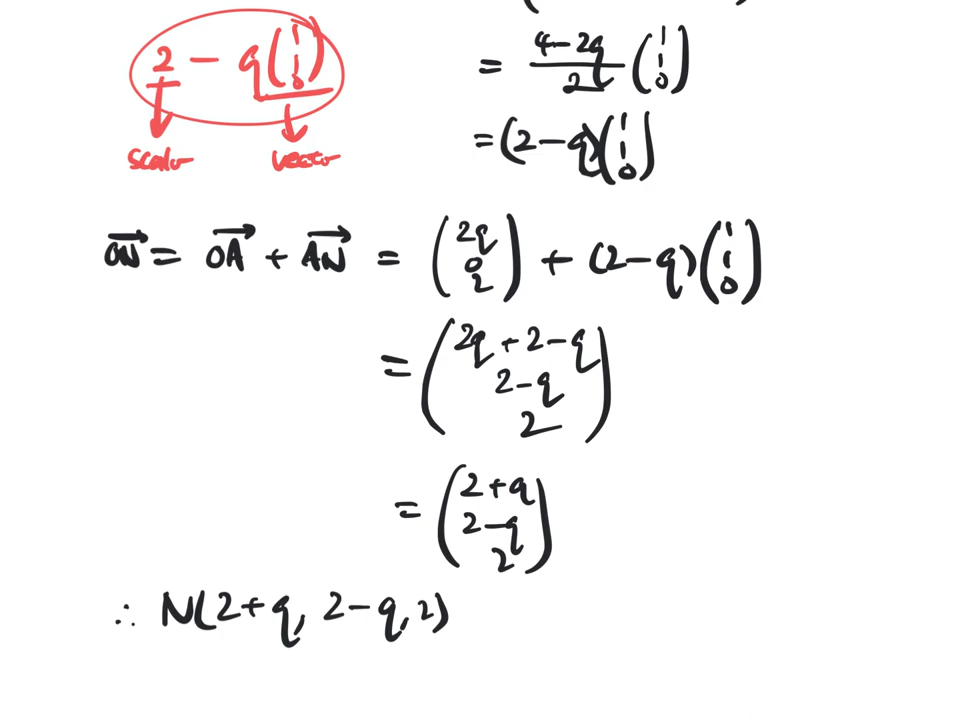 2 − q(1 1 0)
scalar vector
= (4−2q)/2 (1 1 0)
= (2−q)(1 1 0)
ON = OA + AN = (2q 0 2) + (2−q)(1 1 0)
= (2q+2−q 2−q 2)
= (2+q 2−q 2)
∴ N(2+q, 2−q, 2)